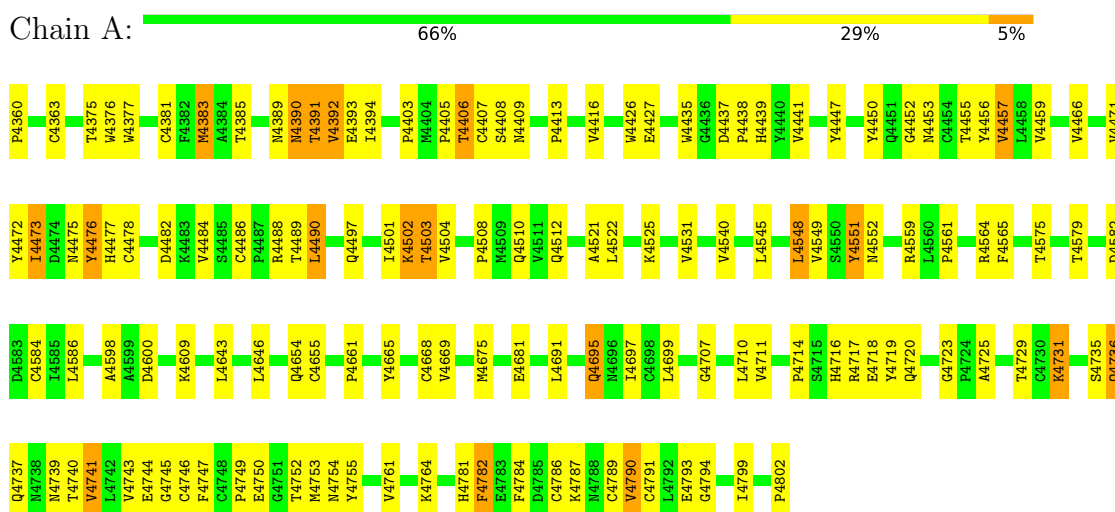 Chain A:
66% 29% 5%
P4360 C4363 T4375 W4376 W4377 C4381 F4382 M4383 A4384 T4385 N4389 N4390 T4391 V4392 E4393 I4394 P4403 M4404 P4405 T4406 C4407 S4408 N4409 P4413 V4416 W4426 E4427 W4435 G4436 D4437 P4438 H4439 Y4440 V4441 Y4447 Y4450 Q4451 G4452 N4453 C4454 T4455 Y4456 V4457 L4458 V4459 V4466
Y4472 I4473 D4474 N4475 Y4476 H4477 C4478 D4482 K4483 V4484 S4485 C4486 P4487 R4488 T4489 L4490 Q4497 I4501 K4502 T4503 V4504 P4508 M4509 Q4510 V4511 Q4512 A4521 L4522 K4525 V4531 V4540 L4545 L4548 V4549 S4550 Y4551 N4552 R4559 L4560 P4561 R4564 F4565 T4575 T4579
D4583 C4584 I4585 L4586 A4598 A4599 D4600 K4609 L4643 L4646 Q4654 C4655 P4661 Y4665 C4668 V4669 M4675 E4681 L4691 Q4695 N4696 I4697 C4698 L4699 G4707 L4710 V4711 P4714 S4715 H4716 R4717 E4718 Y4719 Q4720 G4723 P4724 A4725 T4729 C4730 K4731 S4735
Q4737 N4738 N4739 T4740 V4741 L4742 V4743 E4744 G4745 C4746 F4747 C4748 P4749 E4750 G4751 T4752 M4753 N4754 Y4755 V4761 K4764 H4781 F4782 E4783 F4784 D4785 C4786 K4787 N4788 C4789 V4790 C4791 L4792 E4793 G4794 I4799 P4802